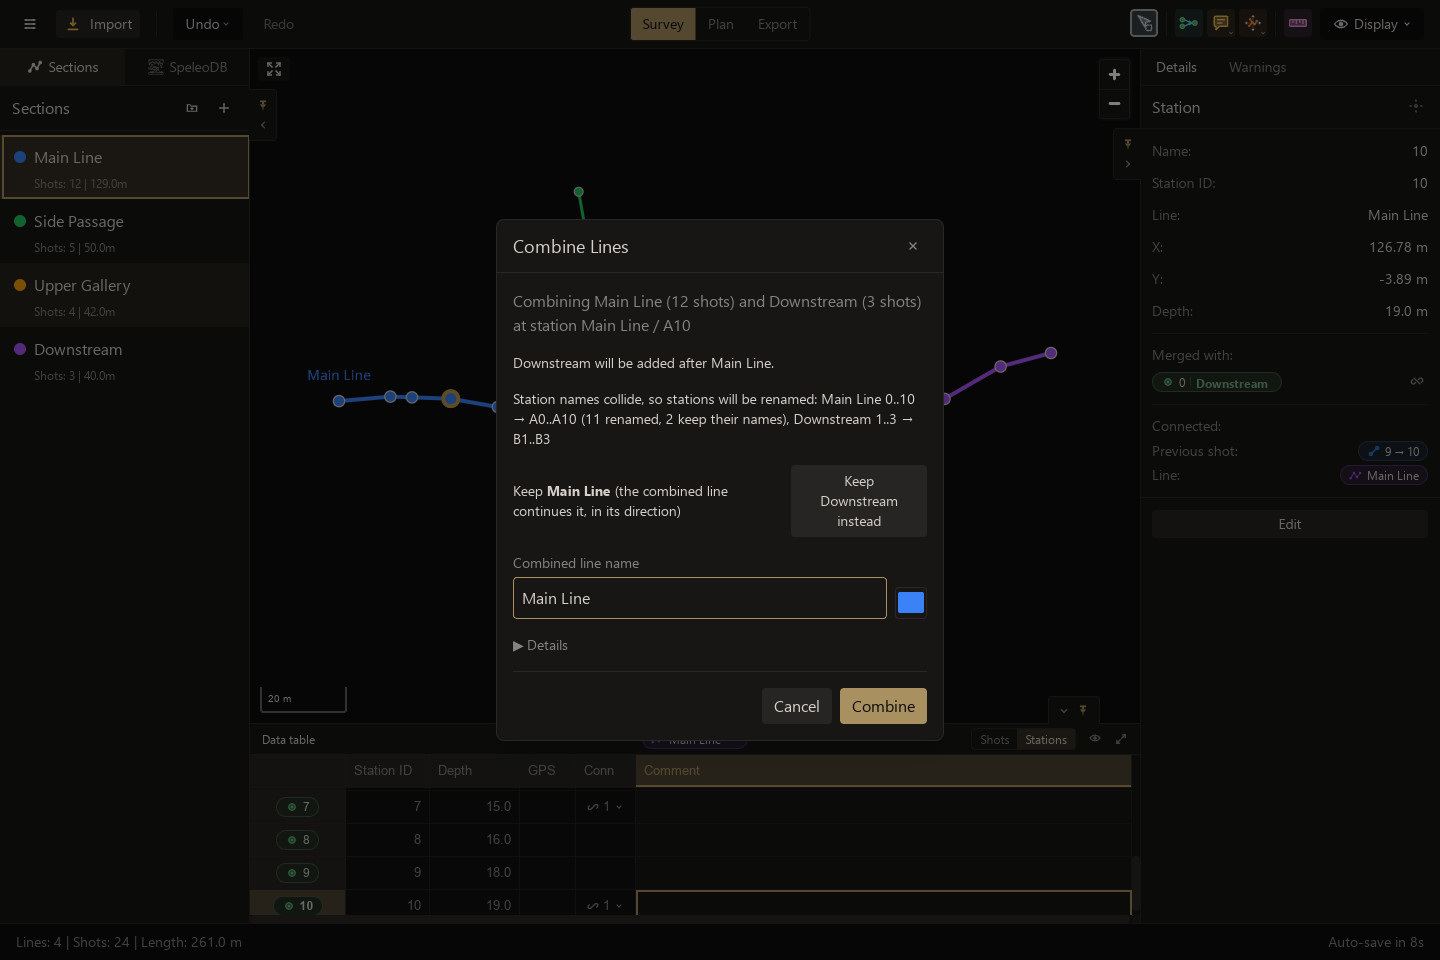 Import
Undo
Redo
Survey
Plan
Export
Display
Sections
SpeleoDB
Sections
Main Line
Shots: 12 | 129.0m
Side Passage
Shots: 5 | 50.0m
Upper Gallery
Shots: 4 | 42.0m
Downstream
Shots: 3 | 40.0m
Main Line
20 m
Combine Lines
Combining Main Line (12 shots) and Downstream (3 shots)
at station Main Line / A10
Downstream will be added after Main Line.
Station names collide, so stations will be renamed: Main Line 0..10
→ A0..A10 (11 renamed, 2 keep their names), Downstream 1..3 →
B1..B3
Keep Main Line (the combined line
continues it, in its direction)
Keep
Downstream
instead
Combined line name
Main Line
▶ Details
Cancel
Combine
Details
Warnings
Station
Name: 10
Station ID: 10
Line: Main Line
X: 126.78 m
Y: -3.89 m
Depth: 19.0 m
Merged with:
0 Downstream
Connected:
Previous shot: 9 → 10
Line: Main Line
Edit
Data table
Main Line
Shots
Stations
Station ID Depth GPS Conn Comment
7 7 15.0 1
8 8 16.0
9 9 18.0
10 10 19.0 1
Lines: 4 | Shots: 24 | Length: 261.0 m
Auto-save in 8s